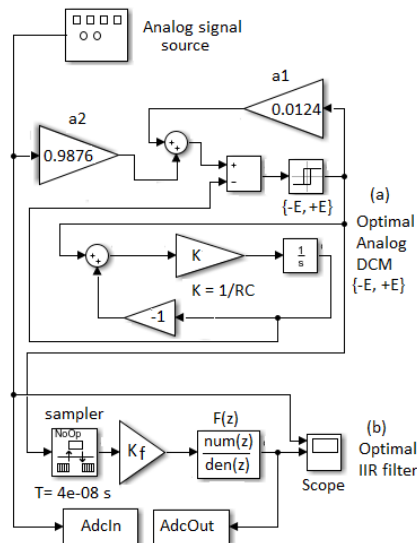 Analog signal
source
a1
0.0124
a2
0.9876
+
+
+
−
{-E, +E}
(a)
Optimal
Analog
DCM
{-E, +E}
+
+
K
1
s
K = 1/RC
-1
sampler
NoOp
T= 4e-08 s
Kf
F(z)
num(z)
den(z)
Scope
(b)
Optimal
IIR filter
AdcIn
AdcOut